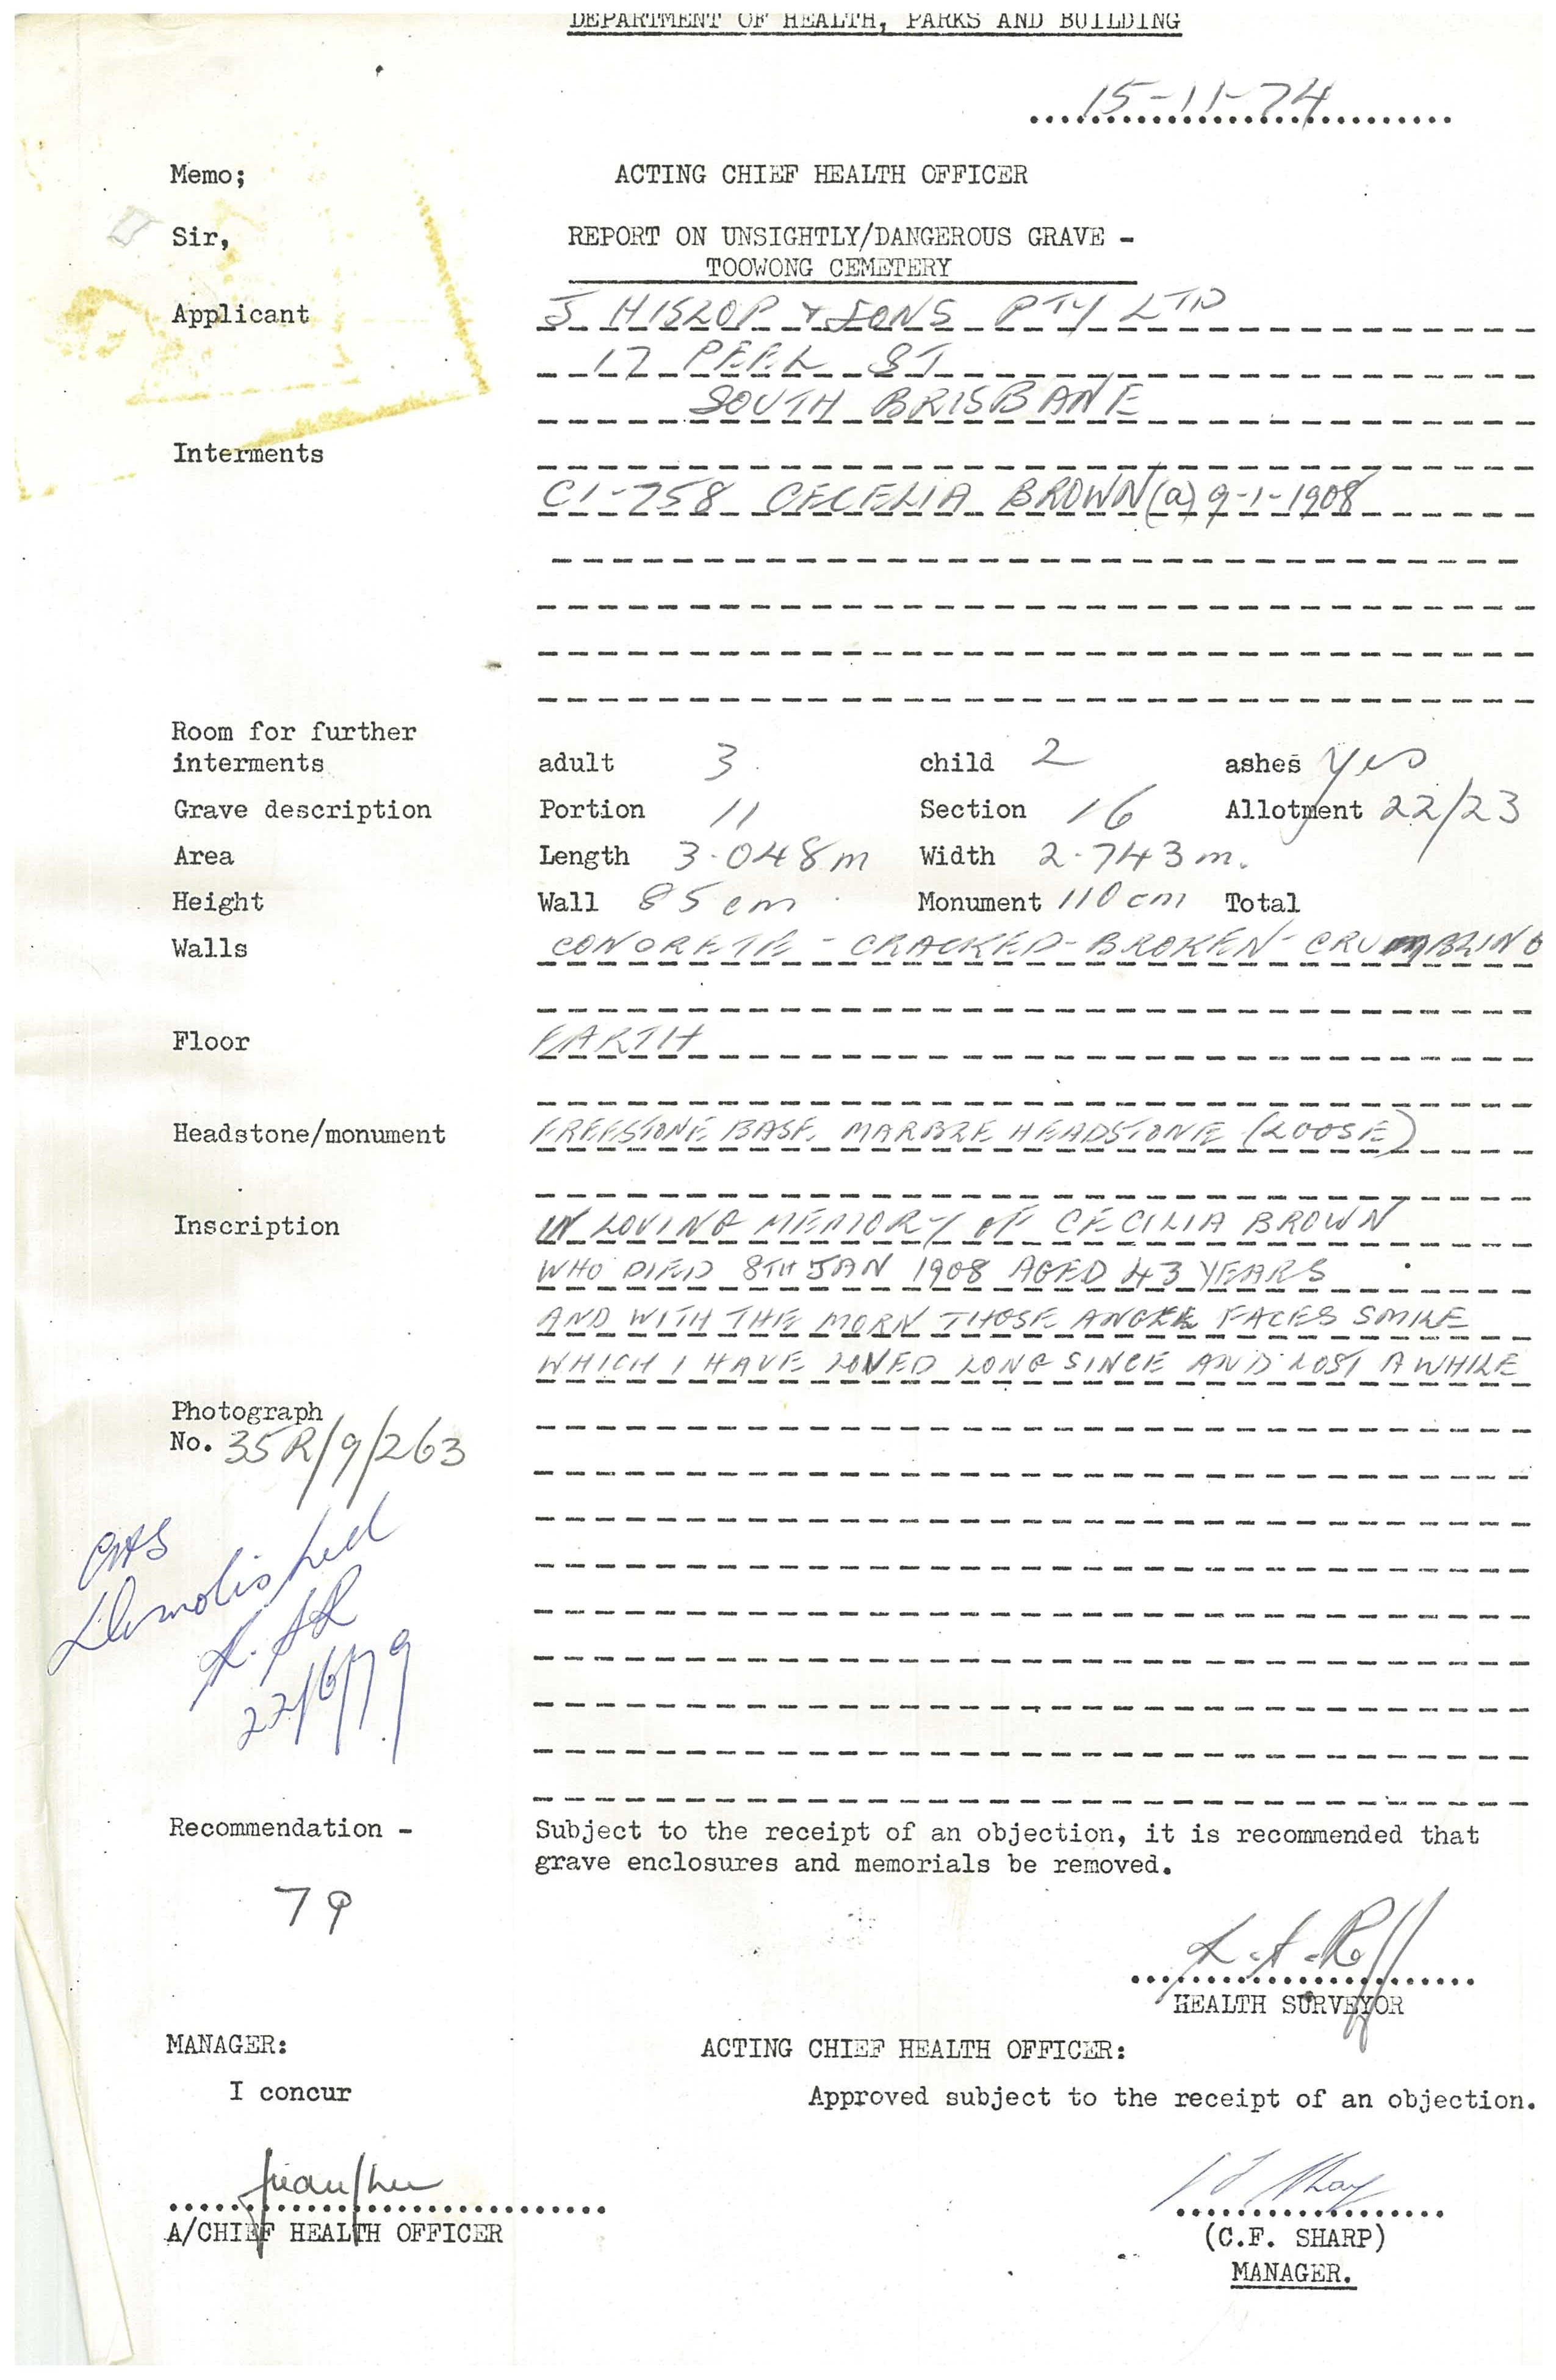 DEPARTMENT OF HEALTH, PARKS AND BUILDING
15-11-74
Memo; ACTING CHIEF HEALTH OFFICER
Sir, REPORT ON UNSIGHTLY/DANGEROUS GRAVE -
TOOWONG CEMETERY
Applicant J HISLOP & SONS PTY LTD
17 PEEL ST
SOUTH BRISBANE
Interments
C1-758 CECELIA BROWN (a) 9-1-1908
Room for further
interments adult 3 child 2 ashes Yes
Grave description Portion 11 Section 16 Allotment 22/23
Area Length 3.048m Width 2.743m.
Height Wall 85cm Monument 110cm Total
Walls CONCRETE - CRACKED - BROKEN - CRUMBLING
Floor EARTH
Headstone/monument FREESTONE BASE MARBLE HEADSTONE (LOOSE)
Inscription IN LOVING MEMORY OF CECILIA BROWN
WHO DIED 8TH JAN 1908 AGED 43 YEARS
AND WITH THE MORN THOSE ANGEL FACES SMILE
WHICH I HAVE LOVED LONG SINCE AND LOST A WHILE
Photograph
No. 35R/9/263
Demolished
22/6/79
Recommendation - Subject to the receipt of an objection, it is recommended that
grave enclosures and memorials be removed.
79
K.A.Roff
HEALTH SURVEYOR
MANAGER: ACTING CHIEF HEALTH OFFICER:
I concur Approved subject to the receipt of an objection.
A/CHIEF HEALTH OFFICER (C.F. SHARP)
MANAGER.